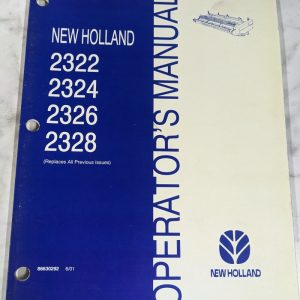 NEW HOLLAND
2322
2324
2326
2328
(Replaces All Previous Issues)
86630292 6/01
OPERATOR'S MANUAL
NEW HOLLAND